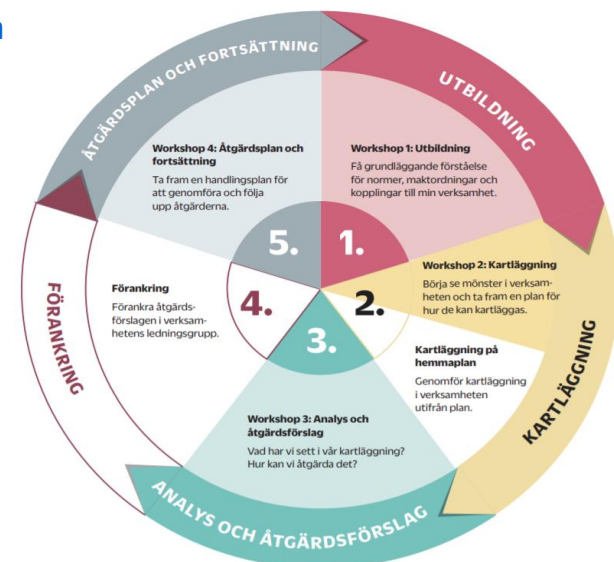 UTBILDNING
Workshop 1: Utbildning
Få grundläggande förståelse
för normer, maktordningar och
kopplingar till min verksamhet.
1.
KARTLÄGGNING
Workshop 2: Kartläggning
Börja se mönster i verksam-
heten och ta fram en plan för
hur de kan kartläggas.
2.
Kartläggning på
hemmaplan
Genomför kartläggning
i verksamheten
utifrån plan.
ANALYS OCH ÅTGÄRDSFÖRSLAG
3.
Workshop 3: Analys och
åtgärdsförslag
Vad har vi sett i vår kartläggning?
Hur kan vi åtgärda det?
FÖRANKRING
4.
Förankring
Förankra åtgärds-
förslagen i verksam-
hetens ledningsgrupp.
ÅTGÄRDSPLAN OCH FORTSÄTTNING
Workshop 4: Åtgärdsplan och
fortsättning
Ta fram en handlingsplan för
att genomföra och följa
upp åtgärderna.
5.